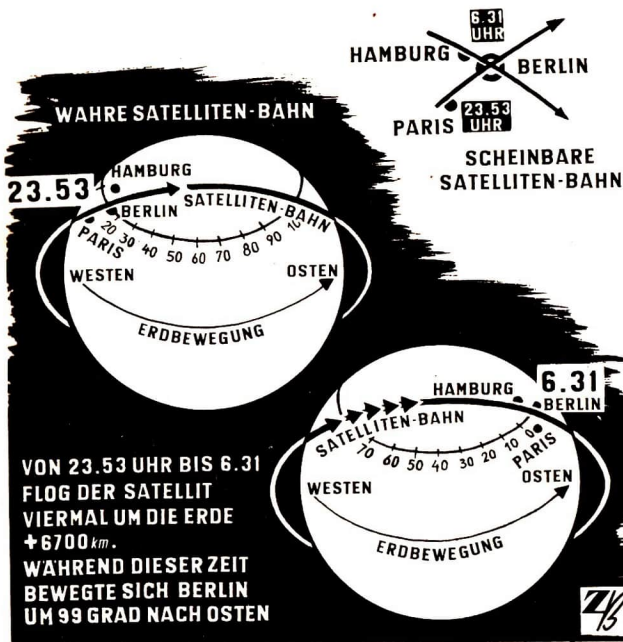 6.31
UHR
HAMBURG
BERLIN
PARIS
23.53
UHR
SCHEINBARE
SATELLITEN-BAHN
WAHRE SATELLITEN-BAHN
23.53
HAMBURG
BERLIN
SATELLITEN-BAHN
PARIS
20 30 40 50 60 70 80 90 10
WESTEN
OSTEN
ERDBEWEGUNG
6.31
HAMBURG
BERLIN
SATELLITEN-BAHN
PARIS
70 60 50 40 30 20 10 0
WESTEN
OSTEN
ERDBEWEGUNG
VON 23.53 UHR BIS 6.31
FLOG DER SATELLIT
VIERMAL UM DIE ERDE
+6700 km.
WÄHREND DIESER ZEIT
BEWEGTE SICH BERLIN
UM 99 GRAD NACH OSTEN